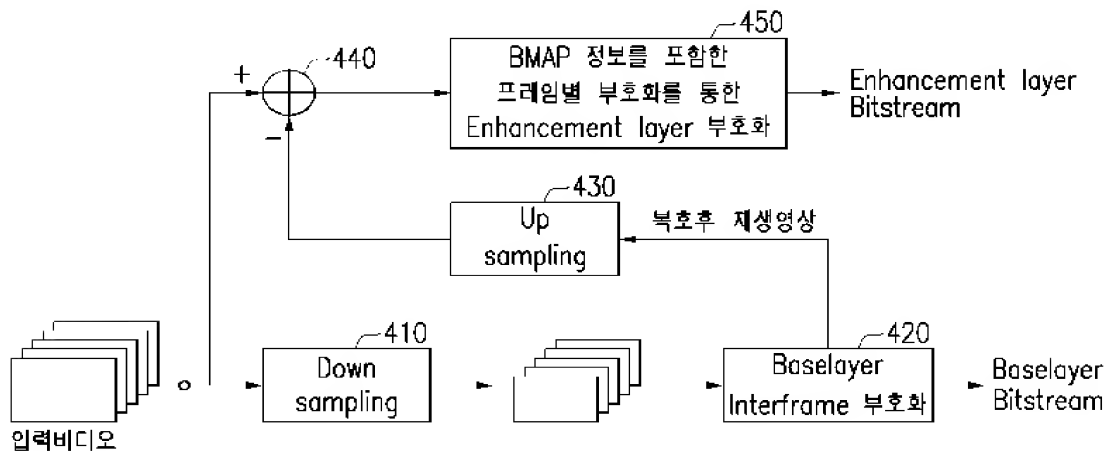 450
BMAP 정보를 포함한
프레임별 부호화를 통한
Enhancement layer 부호화
440
+
-
Enhancement layer
Bitstream
430
Up
sampling
복호후 재생영상
410
Down
sampling
420
Baselayer
Interframe 부호화
Baselayer
Bitstream
입력비디오